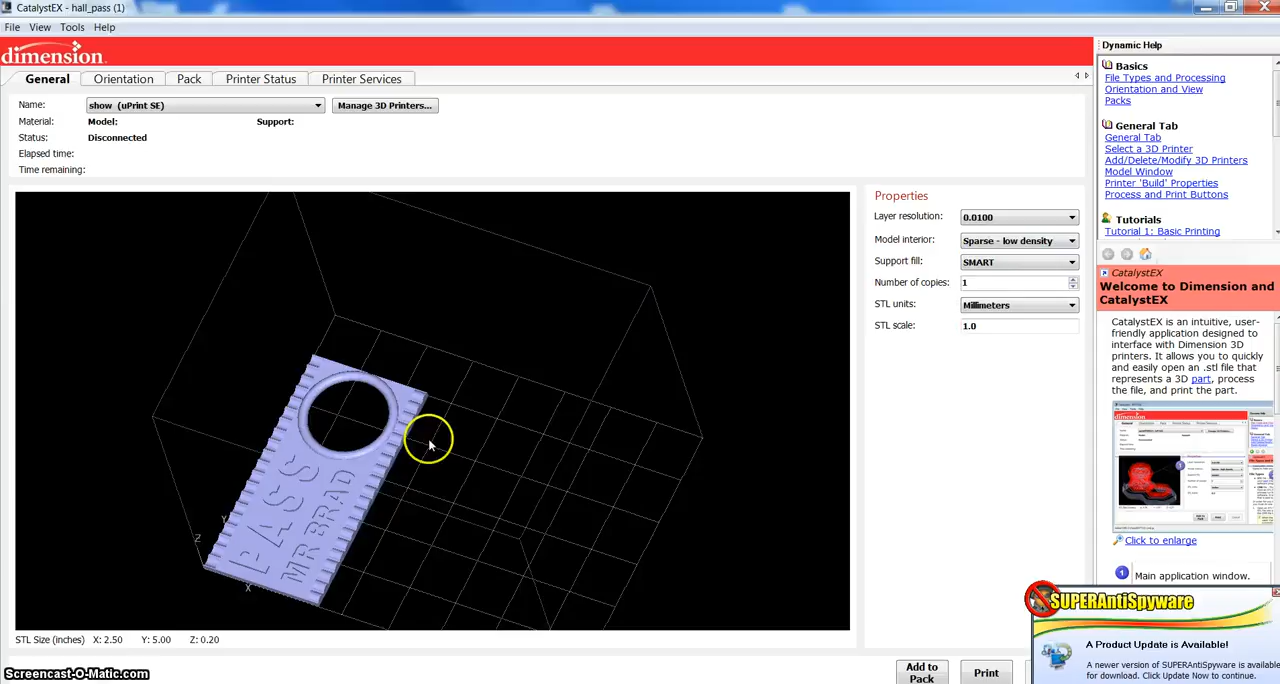 CatalystEX - hall_pass (1)
File View Tools Help
dimension
General Orientation Pack Printer Status Printer Services
Name: show (uPrint SE) Manage 3D Printers...
Material: Model: Support:
Status: Disconnected
Elapsed time:
Time remaining:
Properties
Layer resolution: 0.0100
Model interior: Sparse - low density
Support fill: SMART
Number of copies: 1
STL units: Millimeters
STL scale: 1.0
PASS
MR BRAD
Y
Z
X
STL Size (inches) X: 2.50 Y: 5.00 Z: 0.20
Add to Pack
Print
Screencast-O-Matic.com
Dynamic Help
Basics
File Types and Processing
Orientation and View
Packs
General Tab
General Tab
Select a 3D Printer
Add/Delete/Modify 3D Printers
Model Window
Printer 'Build' Properties
Process and Print Buttons
Tutorials
Tutorial 1: Basic Printing
CatalystEX
Welcome to Dimension and
CatalystEX
CatalystEX is an intuitive, user-
friendly application designed to
interface with Dimension 3D
printers. It allows you to quickly
and easily open an .stl file that
represents a 3D part, process
the file, and print the part.
Click to enlarge
1 Main application window.
SUPERAntiSpyware
A Product Update is Available!
A newer version of SUPERAntiSpyware is available
for download. Click Update Now to continue.